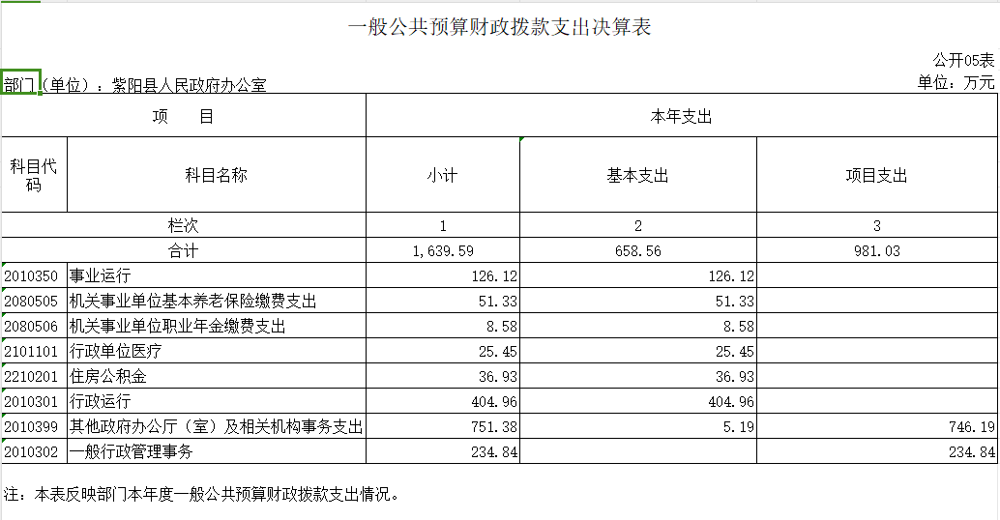 一般公共预算财政拨款支出决算表
公开05表
部门（单位）：紫阳县人民政府办公室 单位：万元
项 目 本年支出
科目代码 科目名称 小计 基本支出 项目支出
栏次 1 2 3
合计 1,639.59 658.56 981.03
2010350 事业运行 126.12 126.12
2080505 机关事业单位基本养老保险缴费支出 51.33 51.33
2080506 机关事业单位职业年金缴费支出 8.58 8.58
2101101 行政单位医疗 25.45 25.45
2210201 住房公积金 36.93 36.93
2010301 行政运行 404.96 404.96
2010399 其他政府办公厅（室）及相关机构事务支出 751.38 5.19 746.19
2010302 一般行政管理事务 234.84 234.84
注：本表反映部门本年度一般公共预算财政拨款支出情况。